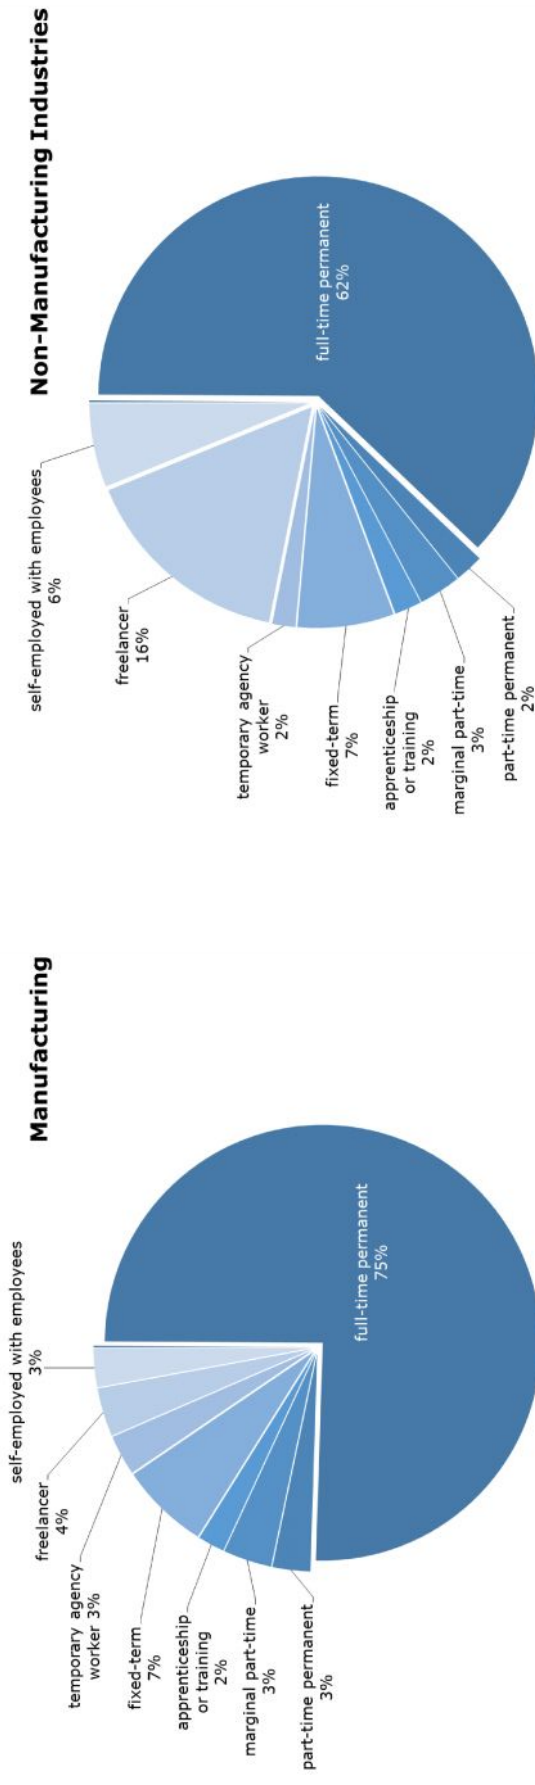 Manufacturing
self-employed with employees
3%
freelancer
4%
temporary agency
worker 3%
fixed-term
7%
apprenticeship
or training
2%
marginal part-time
3%
part-time permanent
3%
full-time permanent
75%
Non-Manufacturing Industries
self-employed with employees
6%
freelancer
16%
temporary agency
worker
2%
fixed-term
7%
apprenticeship
or training
2%
marginal part-time
3%
part-time permanent
2%
full-time permanent
62%